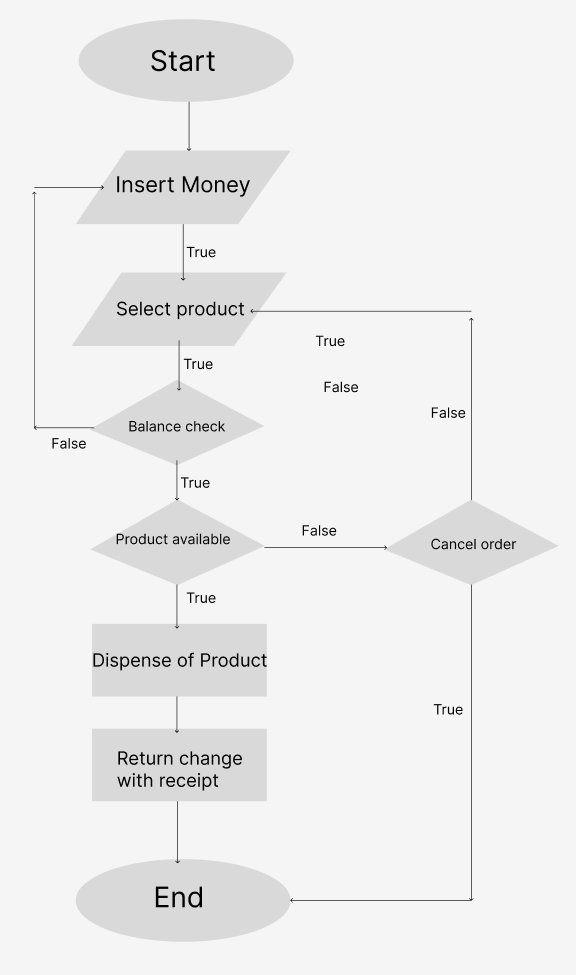 Start
Insert Money
True
Select product
True
True
False
False
Balance check
False
True
Product available
False
Cancel order
True
Dispense of Product
True
Return change
with receipt
End